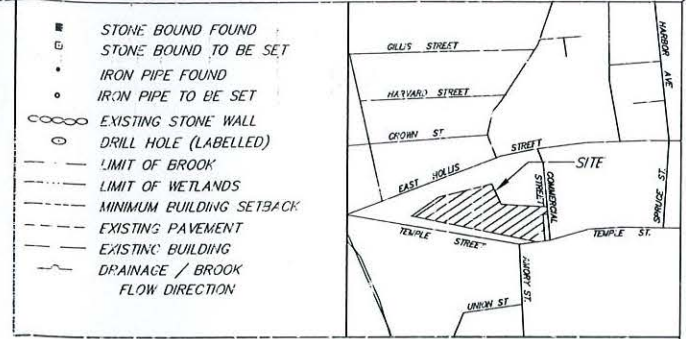 STONE BOUND FOUND
STONE BOUND TO BE SET
IRON PIPE FOUND
IRON PIPE TO BE SET
EXISTING STONE WALL
DRILL HOLE (LABELLED)
LIMIT OF BROOK
LIMIT OF WETLANDS
MINIMUM BUILDING SETBACK
EXISTING PAVEMENT
EXISTING BUILDING
DRAINAGE / BROOK
FLOW DIRECTION
GILLIS STREET
HARVARD STREET
CROWN ST
EAST HOLLIS STREET
SITE
COMMERCIAL STREET
HARBOR AVE
SPRUCE ST.
TEMPLE STREET
TEMPLE ST.
AMORY ST.
UNION ST